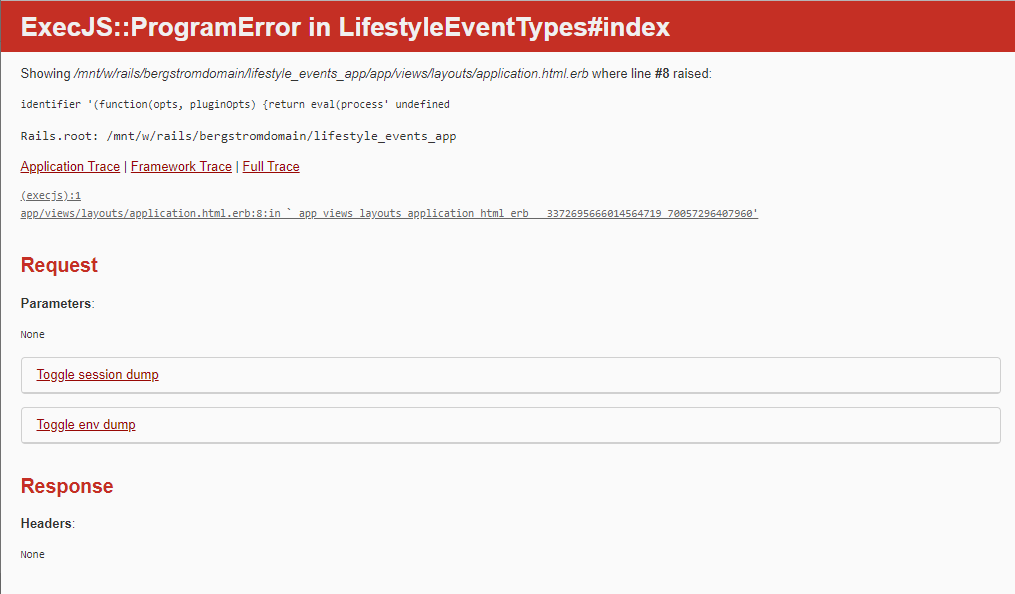 ExecJS::ProgramError in LifestyleEventTypes#index
Showing /mnt/w/rails/bergstromdomain/lifestyle_events_app/app/views/layouts/application.html.erb where line #8 raised:
identifier '(function(opts, pluginOpts) {return eval(process' undefined
Rails.root: /mnt/w/rails/bergstromdomain/lifestyle_events_app
Application Trace | Framework Trace | Full Trace
(execjs):1
app/views/layouts/application.html.erb:8:in `_app_views_layouts_application_html_erb___3372695666014564719_70057296407960'
Request
Parameters:
None
Toggle session dump
Toggle env dump
Response
Headers:
None